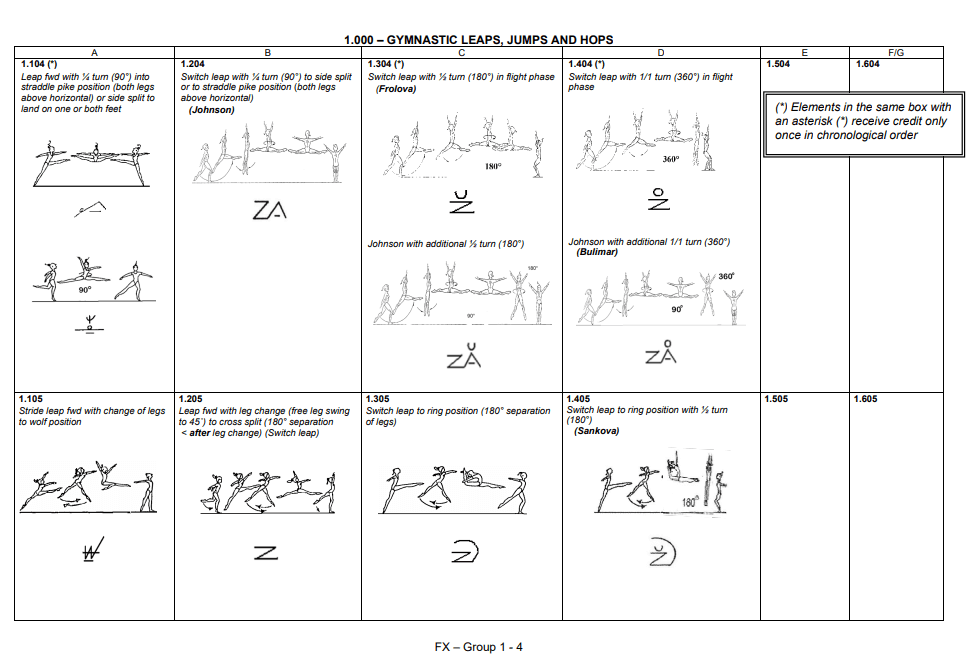 1.000 – GYMNASTIC LEAPS, JUMPS AND HOPS
A B C D E F/G
1.104 (*)
Leap fwd with ¼ turn (90°) into
straddle pike position (both legs
above horizontal) or side split to
land on one or both feet
90°
1.204
Switch leap with ¼ turn (90°) to side split
or to straddle pike position (both legs
above horizontal)
(Johnson)
ZA
1.304 (*)
Switch leap with ½ turn (180°) in flight phase
(Frolova)
180°
Johnson with additional ½ turn (180°)
180°
90°
1.404 (*)
Switch leap with 1/1 turn (360°) in flight
phase
360°
Johnson with additional 1/1 turn (360°)
(Bulimar)
360°
90°
1.504
1.604
(*) Elements in the same box with
an asterisk (*) receive credit only
once in chronological order
1.105
Stride leap fwd with change of legs
to wolf position
1.205
Leap fwd with leg change (free leg swing
to 45°) to cross split (180° separation
< after leg change) (Switch leap)
Z
1.305
Switch leap to ring position (180° separation
of legs)
1.405
Switch leap to ring position with ½ turn
(180°)
(Sankova)
180°
1.505
1.605
FX – Group 1 - 4